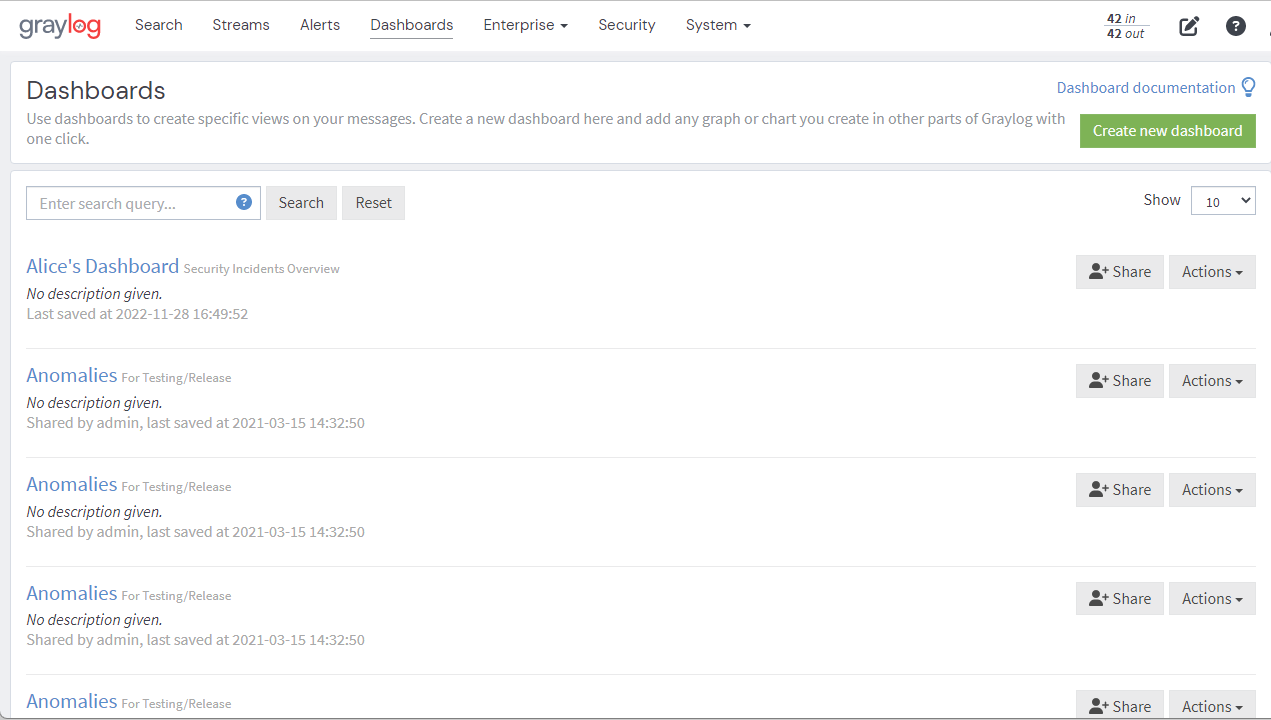 graylog Search Streams Alerts Dashboards Enterprise Security System 42 in
42 out
Dashboards
Dashboard documentation
Use dashboards to create specific views on your messages. Create a new dashboard here and add any graph or chart you create in other parts of Graylog with
one click.
Create new dashboard
Enter search query... ? Search Reset Show 10
Alice's Dashboard Security Incidents Overview
No description given.
Last saved at 2022-11-28 16:49:52
Share Actions
Anomalies For Testing/Release
No description given.
Shared by admin, last saved at 2021-03-15 14:32:50
Share Actions
Anomalies For Testing/Release
No description given.
Shared by admin, last saved at 2021-03-15 14:32:50
Share Actions
Anomalies For Testing/Release
No description given.
Shared by admin, last saved at 2021-03-15 14:32:50
Share Actions
Anomalies For Testing/Release
Share Actions